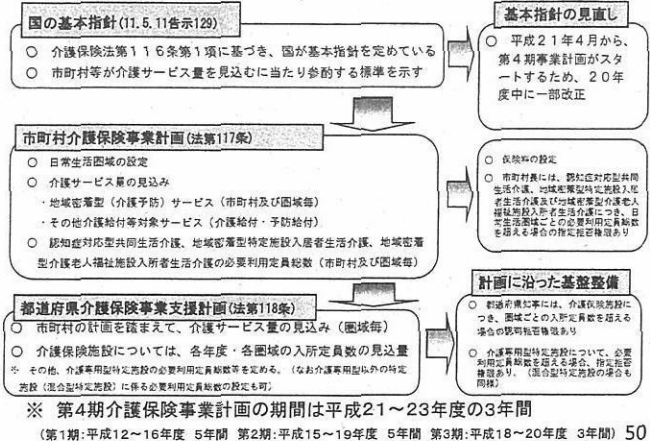 国の基本指針(11.5.11告示129)
○ 介護保険法第116条第1項に基づき、国が基本指針を定めている
○ 市町村等が介護サービス量を見込むに当たり参酌する標準を示す
基本指針の見直し
○ 平成21年4月から、
第4期事業計画がス
タートするため、20年
度中に一部改正
市町村介護保険事業計画(法第117条)
○ 日常生活圏域の設定
○ 介護サービス量の見込み
・地域密着型(介護予防)サービス(市町村及び圏域毎)
・その他介護給付等対象サービス(介護給付・予防給付)
○ 認知症対応型共同生活介護、地域密着型特定施設入居者生活介護、地域密着
型介護老人福祉施設入所者生活介護の必要利用定員総数(市町村及び圏域毎)
○ 保険料の設定
○ 市町村長には、認知症対応型共同
生活介護、地域密着型特定施設入居
者生活介護及び地域密着型介護老人
福祉施設入所者生活介護につき、日
常生活圏域ごとの必要利用定員総数
を超える場合の指定拒否権限あり
都道府県介護保険事業支援計画(法第118条)
○ 市町村の計画を踏まえて、介護サービス量の見込み(圏域毎)
○ 介護保険施設については、各年度・各圏域の入所定員数の見込量
※ その他、介護専用型特定施設の必要利用定員総数等を定める。(なお介護専用型以外の特定
施設(混合型特定施設)に係る必要利用定員総数の設定も可)
計画に沿った基盤整備
○ 都道府県知事には、介護保険施設に
つき、圏域ごとの入所定員数を超える
場合の認可拒否権限あり
○ 介護専用型特定施設について、必要
利用定員総数を超える場合、指定拒否
権限あり。(混合型特定施設の場合も
同様)
※ 第4期介護保険事業計画の期間は平成21~23年度の3年間
(第1期:平成12~16年度 5年間 第2期:平成15~19年度 5年間 第3期:平成18~20年度 3年間) 50